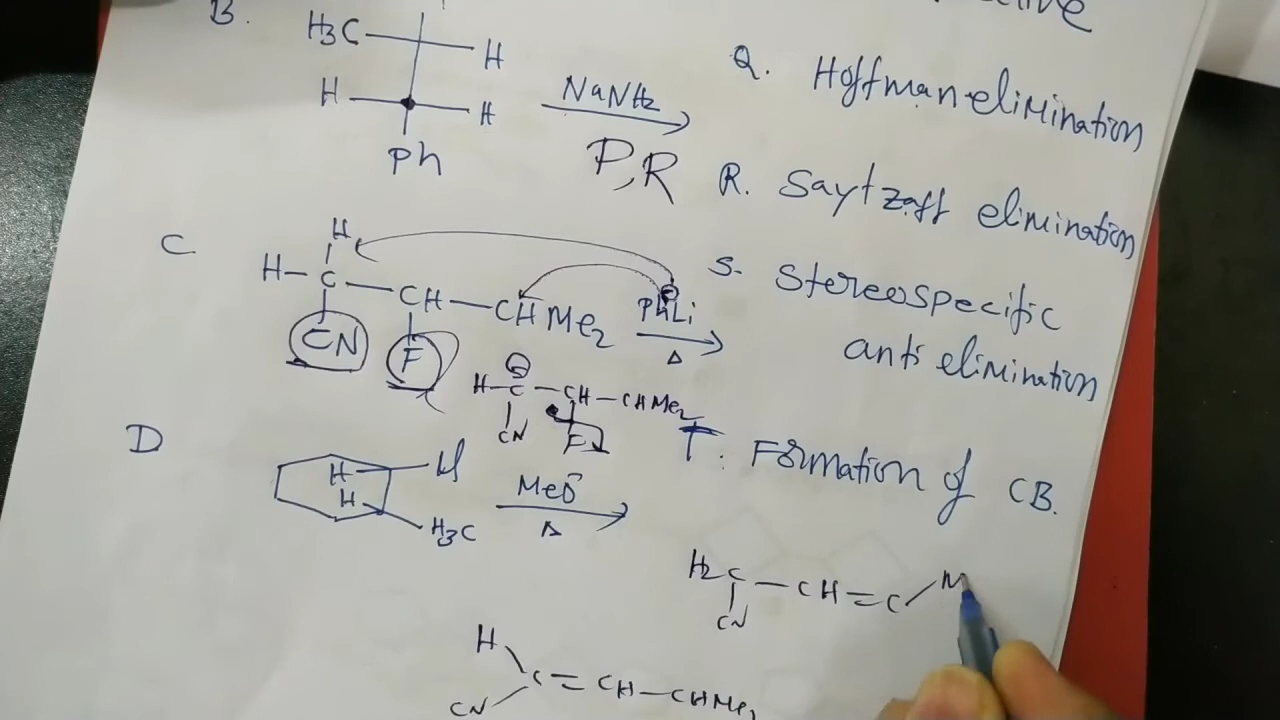 B.
H3C
H
H
H
Ph
NaNH2
P,R
Q. Hoffman elimination
R. Saytzaff elimination
C
H
H-C-CH-CHMe2
CN
F
PhLi
Δ
S. Stereospecific
anti elimination
H-C-CH-CHMe2
CN
F
T. Formation of CB.
D
H
H
H3C
MeO-
Δ
H2C-CH=C
CN
H
C=CH-CHMe2
CN